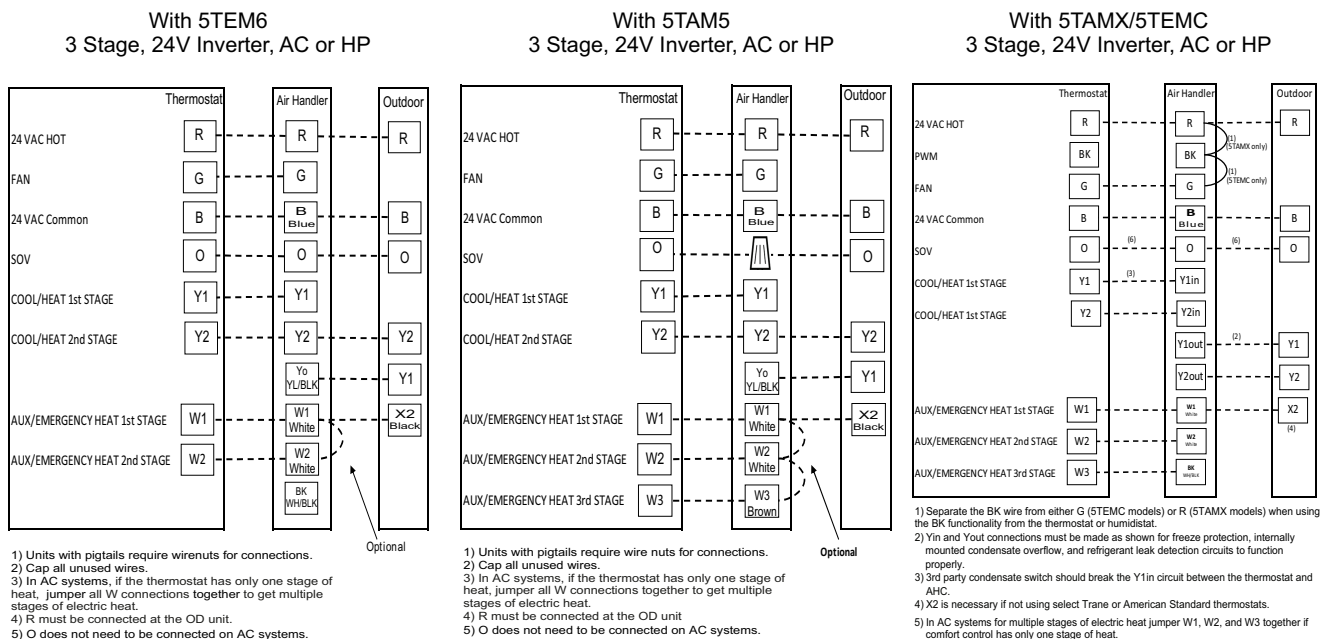 With 5TEM6
3 Stage, 24V Inverter, AC or HP
Thermostat Air Handler Outdoor
24 VAC HOT R R R
FAN G G
24 VAC Common B B Blue B
SOV O O O
COOL/HEAT 1st STAGE Y1 Y1
COOL/HEAT 2nd STAGE Y2 Y2 Y2
Yo YL/BLK Y1
AUX/EMERGENCY HEAT 1st STAGE W1 W1 White X2 Black
AUX/EMERGENCY HEAT 2nd STAGE W2 W2 White
BK WH/BLK
Optional
1) Units with pigtails require wirenuts for connections.
2) Cap all unused wires.
3) In AC systems, if the thermostat has only one stage of
heat, jumper all W connections together to get multiple
stages of electric heat.
4) R must be connected at the OD unit.
5) O does not need to be connected on AC systems.
With 5TAM5
3 Stage, 24V Inverter, AC or HP
Thermostat Air Handler Outdoor
24 VAC HOT R R R
FAN G G
24 VAC Common B B Blue B
SOV O O
COOL/HEAT 1st STAGE Y1 Y1
COOL/HEAT 2nd STAGE Y2 Y2 Y2
Yo YL/BLK Y1
AUX/EMERGENCY HEAT 1st STAGE W1 W1 White X2 Black
AUX/EMERGENCY HEAT 2nd STAGE W2 W2 White
AUX/EMERGENCY HEAT 3rd STAGE W3 W3 Brown
Optional
1) Units with pigtails require wire nuts for connections.
2) Cap all unused wires.
3) In AC systems, if the thermostat has only one stage of
heat, jumper all W connections together to get multiple
stages of electric heat.
4) R must be connected at the OD unit
5) O does not need to be connected on AC systems.
With 5TAMX/5TEMC
3 Stage, 24V Inverter, AC or HP
Thermostat Air Handler Outdoor
24 VAC HOT R R R
(1)
(5TAMX only)
PWM BK BK
(1)
(5TEMC only)
FAN G G
24 VAC Common B B Blue B
SOV O (6) O (6) O
COOL/HEAT 1st STAGE Y1 (3) Y1in
COOL/HEAT 1st STAGE Y2 Y2in
Y1out (2) Y1
Y2out Y2
AUX/EMERGENCY HEAT 1st STAGE W1 W1 White X2
(4)
AUX/EMERGENCY HEAT 2nd STAGE W2 W2 White
AUX/EMERGENCY HEAT 3rd STAGE W3 BK WH/BLK
1) Separate the BK wire from either G (5TEMC models) or R (5TAMX models) when using
the BK functionality from the thermostat or humidistat.
2) Yin and Yout connections must be made as shown for freeze protection, internally
mounted condensate overflow, and refrigerant leak detection circuits to function
properly.
3) 3rd party condensate switch should break the Y1in circuit between the thermostat and
AHC.
4) X2 is necessary if not using select Trane or American Standard thermostats.
5) In AC systems for multiple stages of electric heat jumper W1, W2, and W3 together if
comfort control has only one stage of heat.